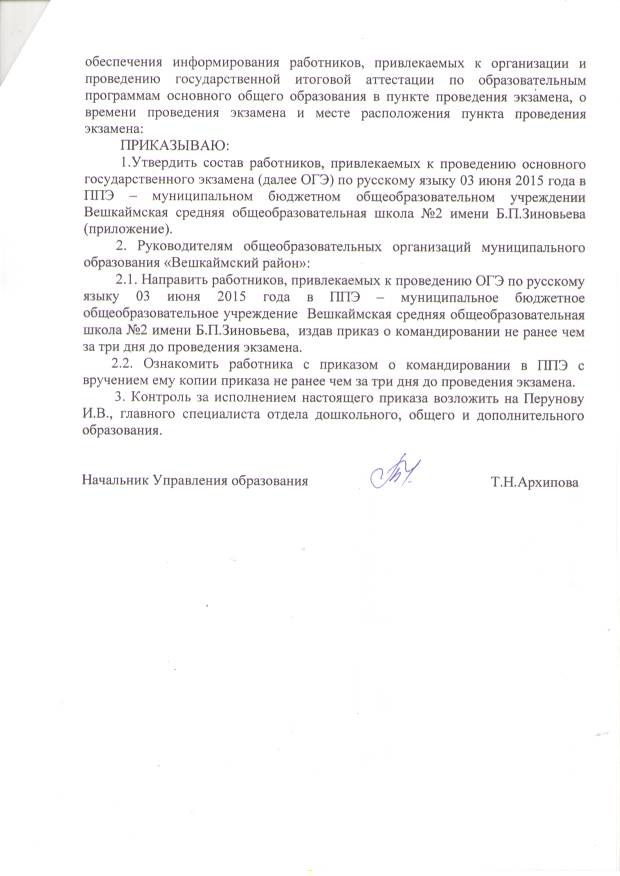 обеспечения информирования работников, привлекаемых к организации и
проведению государственной итоговой аттестации по образовательным
программам основного общего образования в пункте проведения экзамена, о
времени проведения экзамена и месте расположения пункта проведения
экзамена:
ПРИКАЗЫВАЮ:
1.Утвердить состав работников, привлекаемых к проведению основного
государственного экзамена (далее ОГЭ) по русскому языку 03 июня 2015 года в
ППЭ – муниципальном бюджетном общеобразовательном учреждении
Вешкаймская средняя общеобразовательная школа №2 имени Б.П.Зиновьева
(приложение).
2. Руководителям общеобразовательных организаций муниципального
образования «Вешкаймский район»:
2.1. Направить работников, привлекаемых к проведению ОГЭ по русскому
языку 03 июня 2015 года в ППЭ – муниципальное бюджетное
общеобразовательное учреждение Вешкаймская средняя общеобразовательная
школа №2 имени Б.П.Зиновьева, издав приказ о командировании не ранее чем
за три дня до проведения экзамена.
2.2. Ознакомить работника с приказом о командировании в ППЭ с
вручением ему копии приказа не ранее чем за три дня до проведения экзамена.
3. Контроль за исполнением настоящего приказа возложить на Перунову
И.В., главного специалиста отдела дошкольного, общего и дополнительного
образования.
Начальник Управления образования Т.Н.Архипова